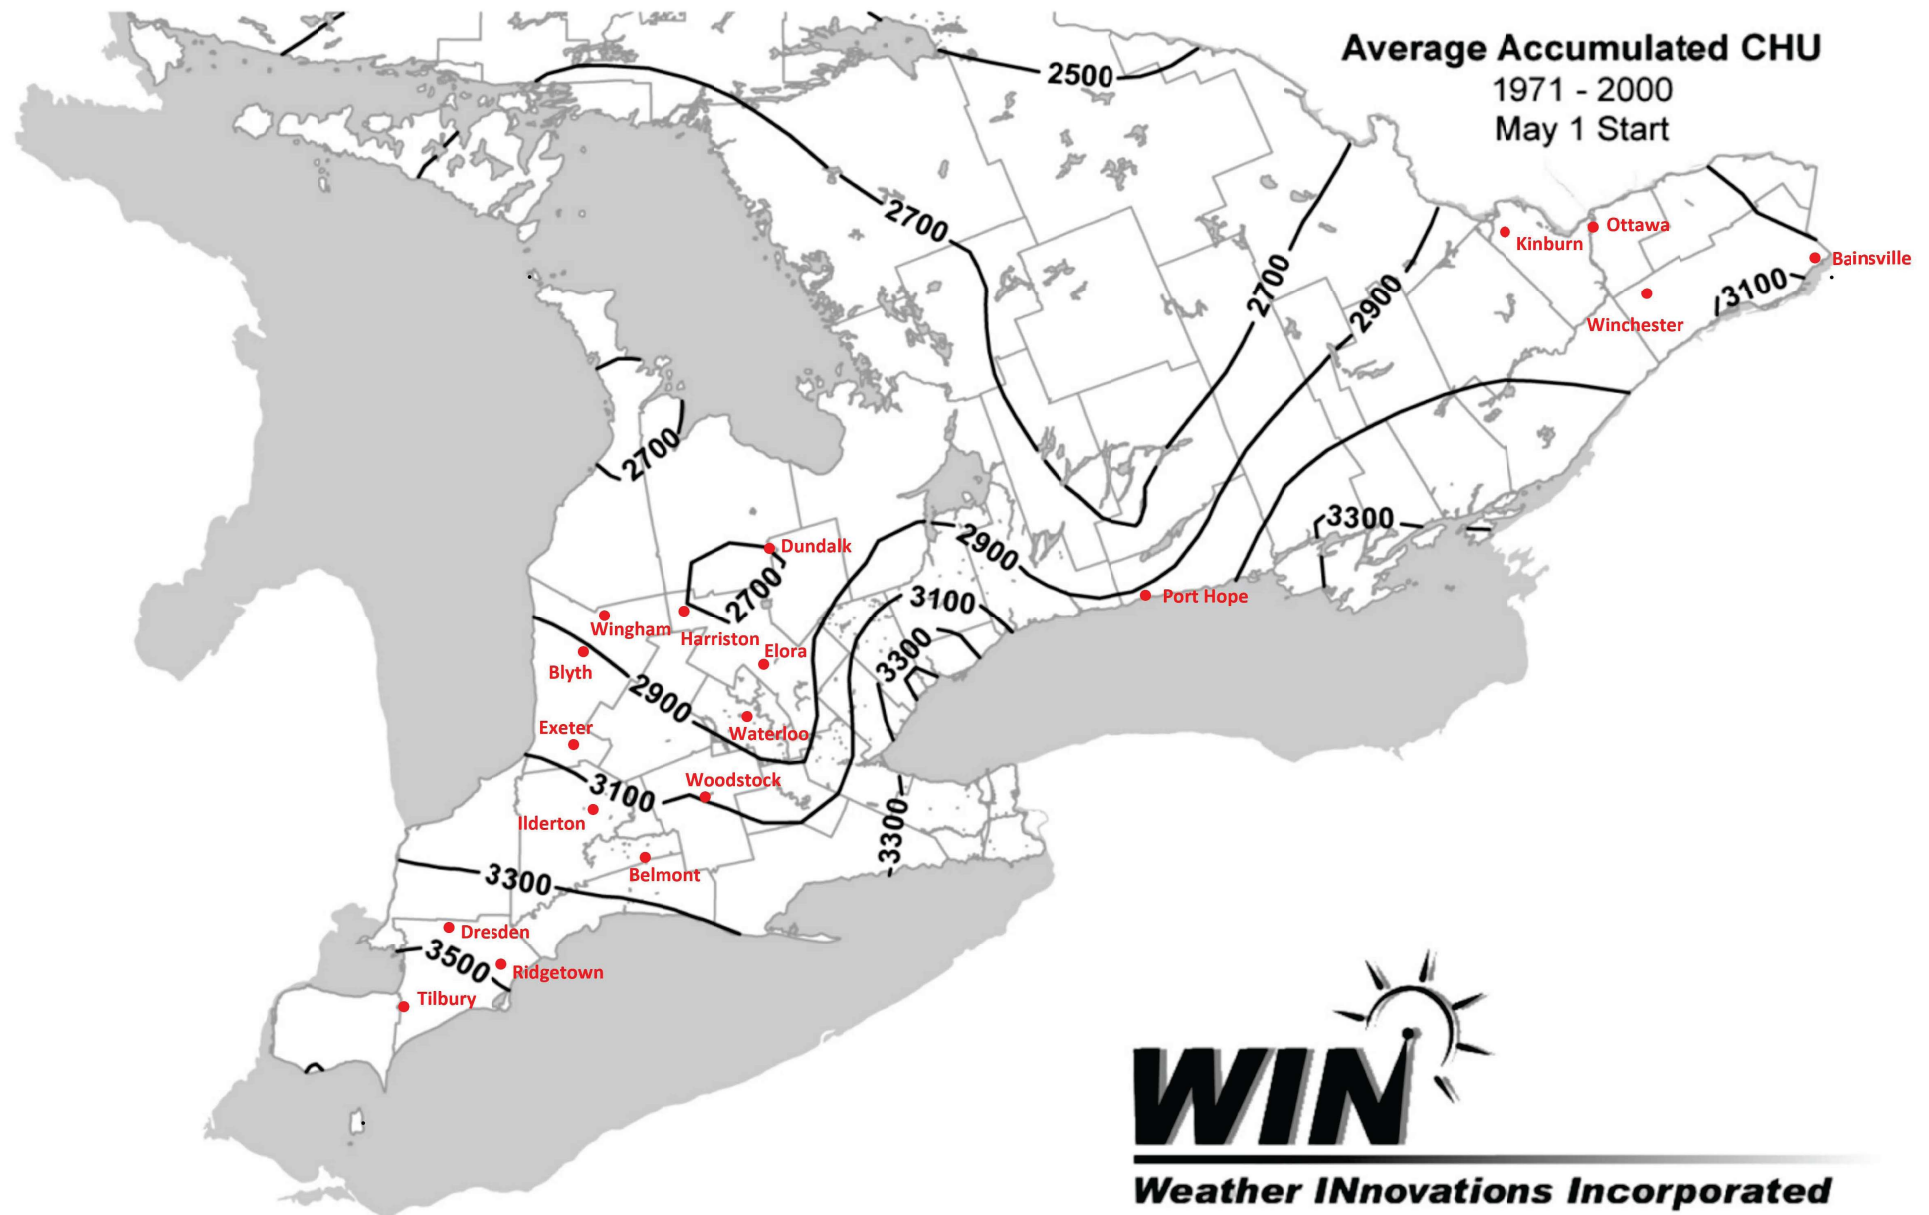 Average Accumulated CHU
1971 - 2000
May 1 Start
2500
2700
2700
2900
Kinburn
Ottawa
Bainsville
3100
Winchester
2700
3300
2900
Dundalk
2700
3100
Port Hope
Wingham
Harriston
Elora
3300
Blyth
2900
Exeter
Waterloo
3100
Woodstock
Ilderton
3300
Belmont
3300
Dresden
3500
Ridgetown
Tilbury
WIN
Weather INnovations Incorporated